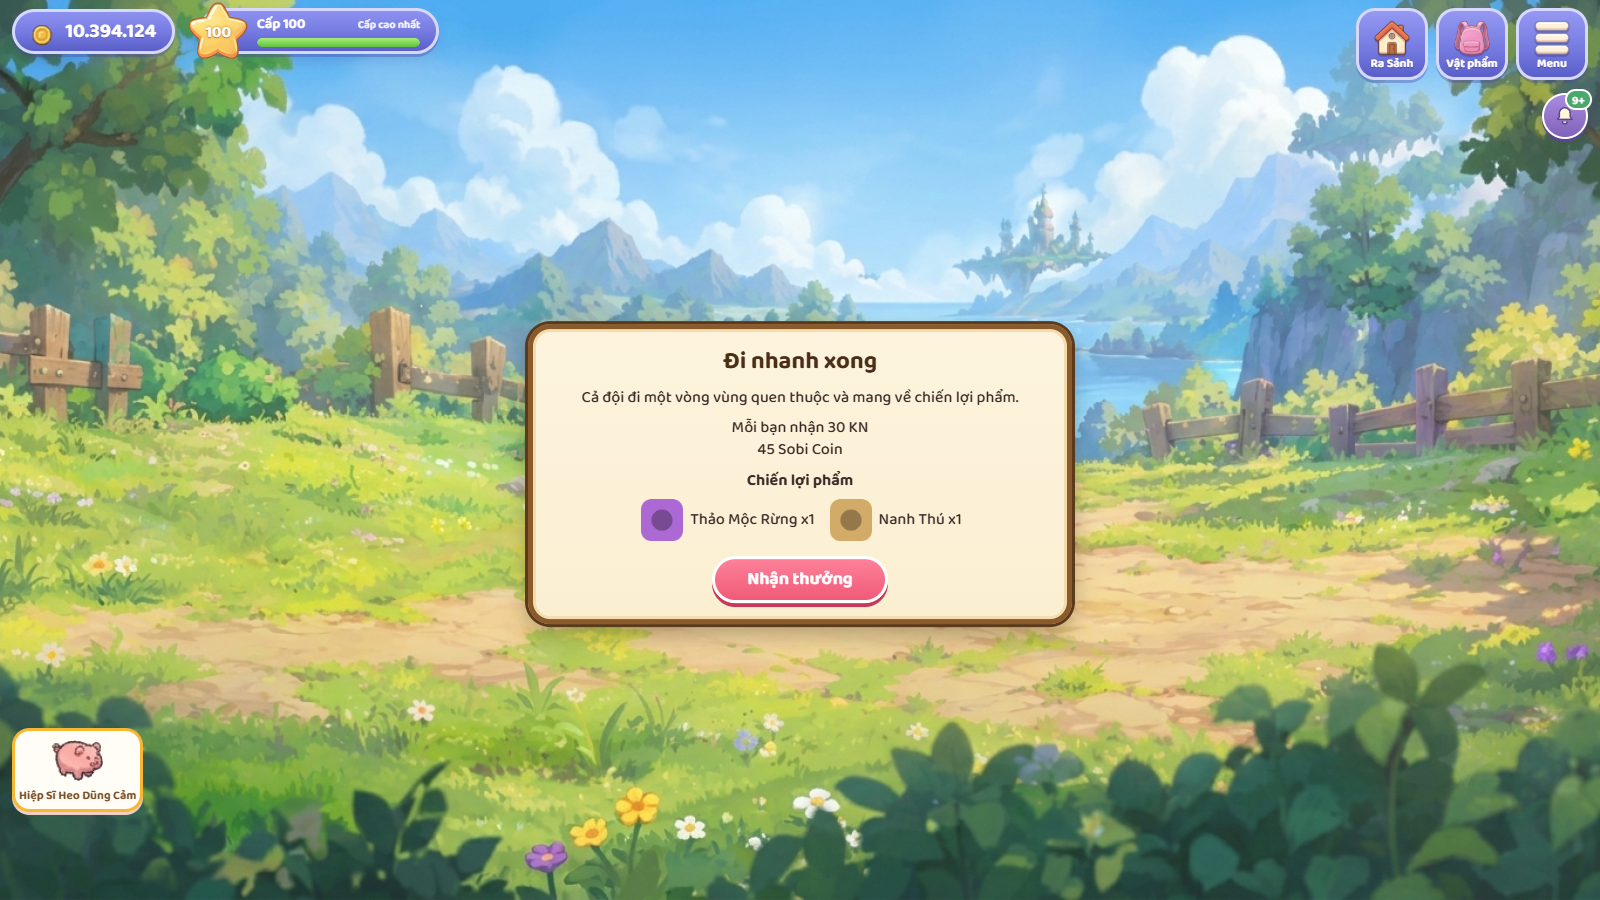 10.394.124
100
Cấp 100
Cấp cao nhất
Ra Sảnh
Vật phẩm
Menu
9+
Đi nhanh xong
Cả đội đi một vòng vùng quen thuộc và mang về chiến lợi phẩm.
Mỗi bạn nhận 30 KN
45 Sobi Coin
Chiến lợi phẩm
Thảo Mộc Rừng x1
Nanh Thú x1
Nhận thưởng
Hiệp Sĩ Heo Dũng Cảm